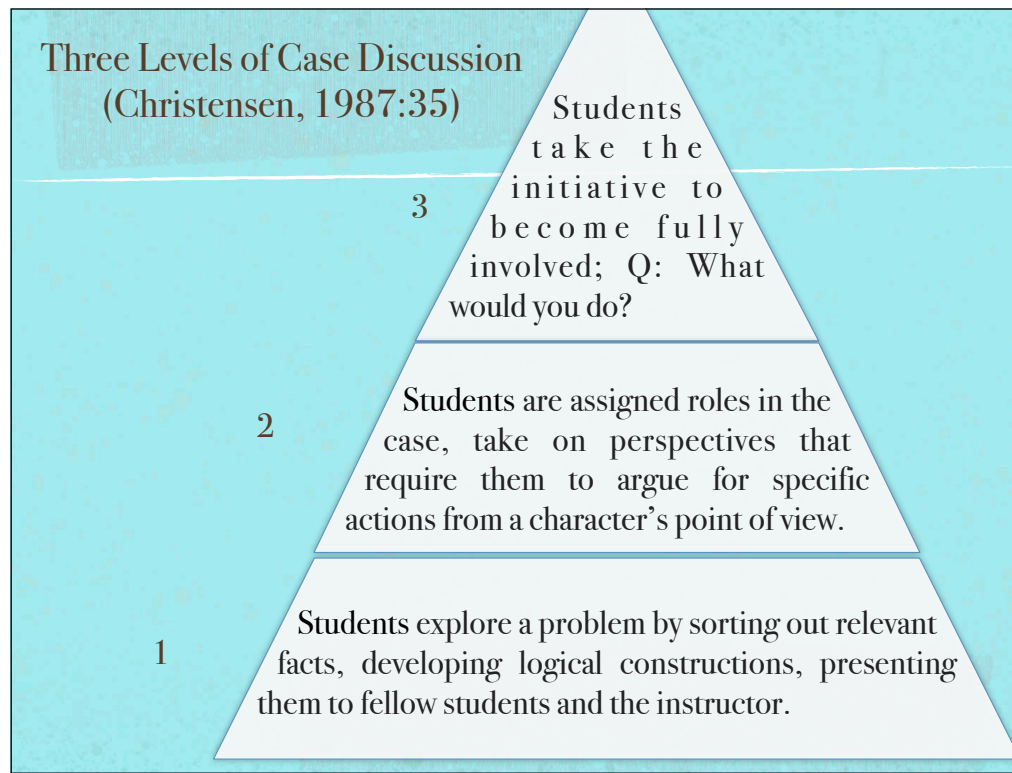 Three Levels of Case Discussion
(Christensen, 1987:35)
3
Students
take the
initiative to
become fully
involved; Q: What
would you do?
2
Students are assigned roles in the
case, take on perspectives that
require them to argue for specific
actions from a character’s point of view.
1
Students explore a problem by sorting out relevant
facts, developing logical constructions, presenting
them to fellow students and the instructor.